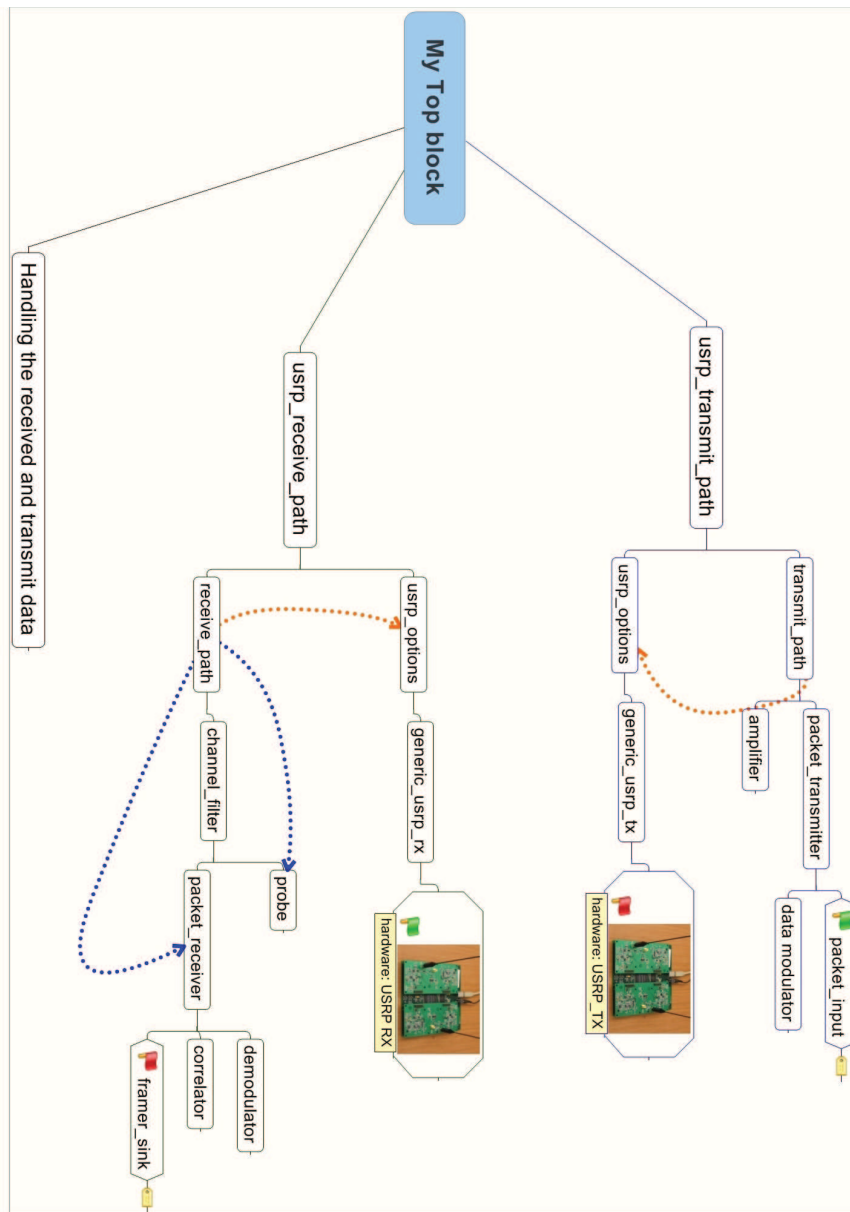 My Top block
usrp_transmit_path
transmit_path
packet_transmitter
packet_input
data modulator
amplifier
usrp_options
generic_usrp_tx
hardware: USRP_TX
usrp_receive_path
usrp_options
generic_usrp_rx
hardware: USRP RX
receive_path
channel_filter
probe
packet_receiver
demodulator
correlator
framer_sink
Handling the received and transmit data